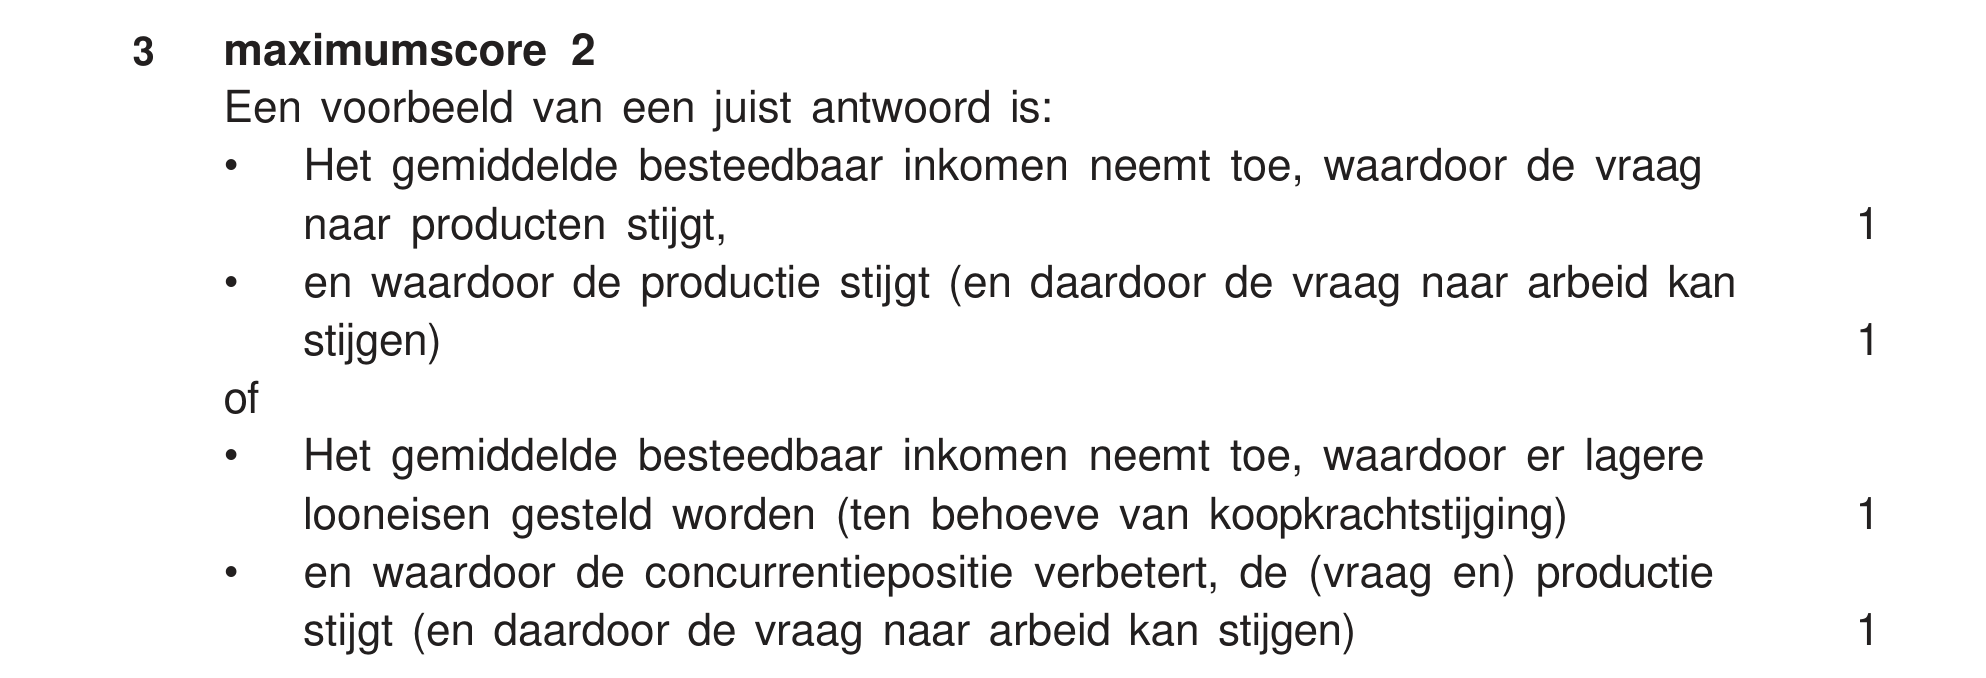 3 maximumscore 2
Een voorbeeld van een juist antwoord is:
• Het gemiddelde besteedbaar inkomen neemt toe, waardoor de vraag
naar producten stijgt, 1
• en waardoor de productie stijgt (en daardoor de vraag naar arbeid kan
stijgen) 1
of
• Het gemiddelde besteedbaar inkomen neemt toe, waardoor er lagere
looneisen gesteld worden (ten behoeve van koopkrachtstijging) 1
• en waardoor de concurrentiepositie verbetert, de (vraag en) productie
stijgt (en daardoor de vraag naar arbeid kan stijgen) 1